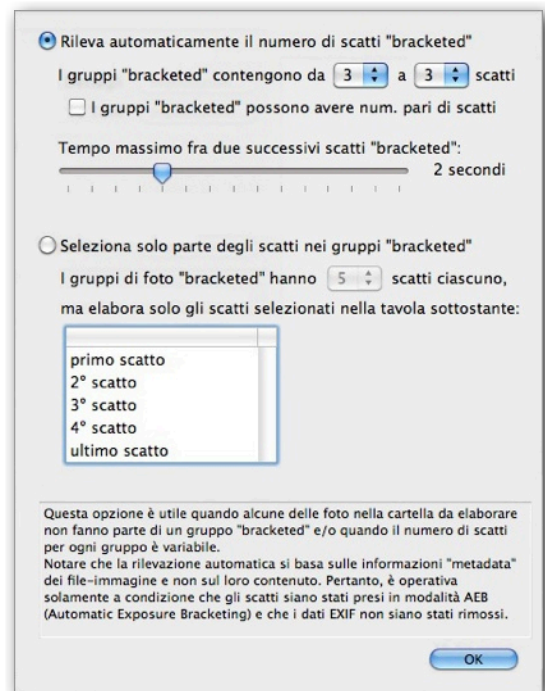 Rileva automaticamente il numero di scatti "bracketed"
I gruppi "bracketed" contengono da 3 a 3 scatti
I gruppi "bracketed" possono avere num. pari di scatti
Tempo massimo fra due successivi scatti "bracketed":
2 secondi
Seleziona solo parte degli scatti nei gruppi "bracketed"
I gruppi di foto "bracketed" hanno 5 scatti ciascuno,
ma elabora solo gli scatti selezionati nella tavola sottostante:
primo scatto
2° scatto
3° scatto
4° scatto
ultimo scatto
Questa opzione è utile quando alcune delle foto nella cartella da elaborare
non fanno parte di un gruppo "bracketed" e/o quando il numero di scatti
per ogni gruppo è variabile.
Notare che la rilevazione automatica si basa sulle informazioni "metadata"
dei file-immagine e non sul loro contenuto. Pertanto, è operativa
solamente a condizione che gli scatti siano stati presi in modalità AEB
(Automatic Exposure Bracketing) e che i dati EXIF non siano stati rimossi.
OK